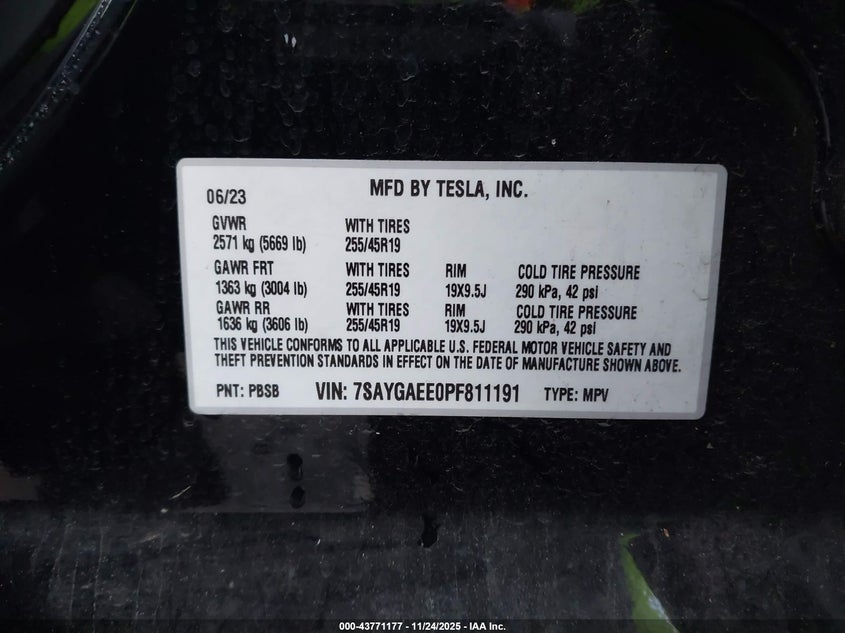 06/23 MFD BY TESLA, INC.
GVWR WITH TIRES
2571 kg (5669 lb) 255/45R19
GAWR FRT WITH TIRES RIM COLD TIRE PRESSURE
1363 kg (3004 lb) 255/45R19 19X9.5J 290 kPa, 42 psi
GAWR RR WITH TIRES RIM COLD TIRE PRESSURE
1636 kg (3606 lb) 255/45R19 19X9.5J 290 kPa, 42 psi
THIS VEHICLE CONFORMS TO ALL APPLICABLE U.S. FEDERAL MOTOR VEHICLE SAFETY AND
THEFT PREVENTION STANDARDS IN EFFECT ON THE DATE OF MANUFACTURE SHOWN ABOVE.
PNT: PBSB VIN: 7SAYGAEE0PF811191 TYPE: MPV
000-43771177 - 11/24/2025 - IAA Inc.